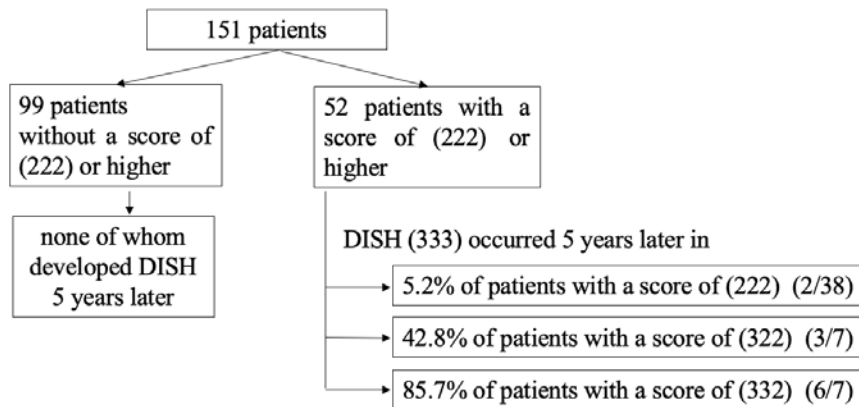 151 patients
99 patients
without a score of
(222) or higher
52 patients with a
score of (222) or
higher
none of whom
developed DISH
5 years later
DISH (333) occurred 5 years later in
5.2% of patients with a score of (222) (2/38)
42.8% of patients with a score of (322) (3/7)
85.7% of patients with a score of (332) (6/7)